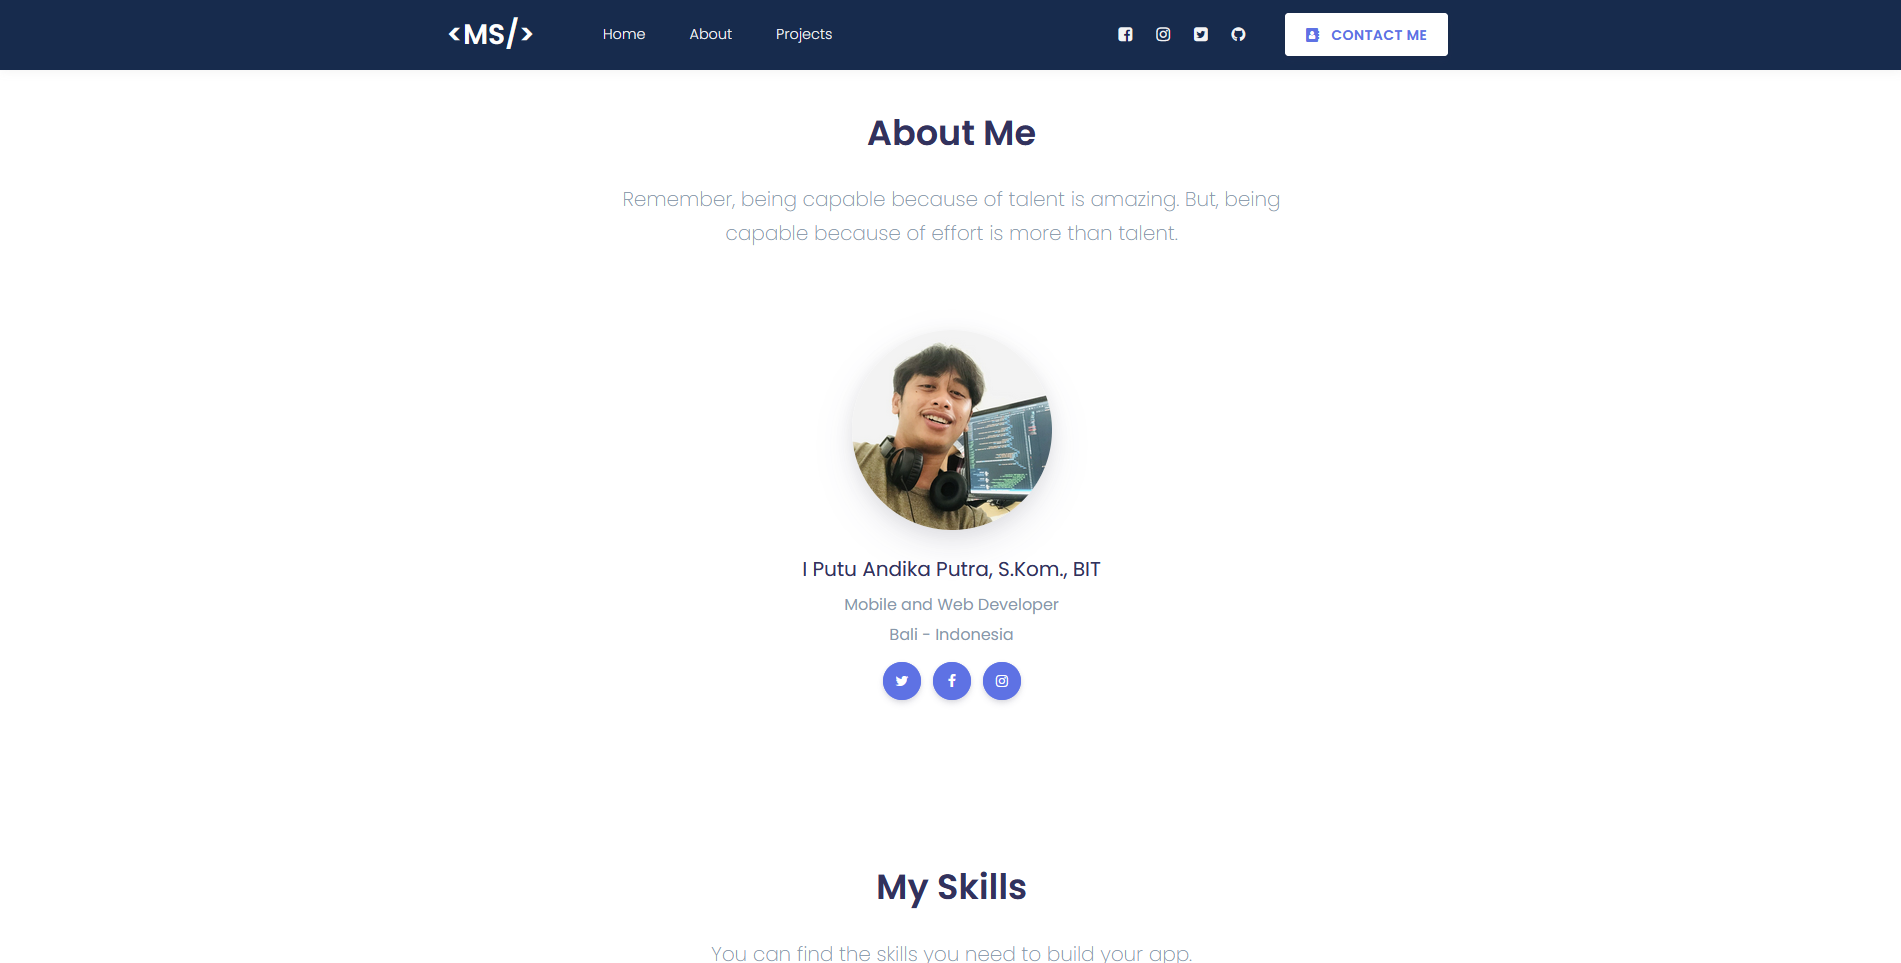 <MS/>
Home About Projects
CONTACT ME
About Me
Remember, being capable because of talent is amazing. But, being
capable because of effort is more than talent.
I Putu Andika Putra, S.Kom., BIT
Mobile and Web Developer
Bali - Indonesia
My Skills
You can find the skills you need to build your app.